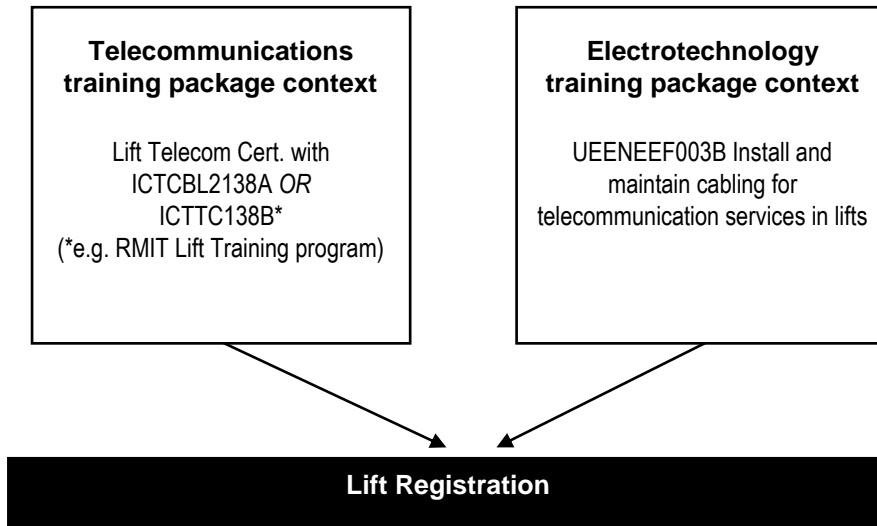 Telecommunications
training package context
Lift Telecom Cert. with
ICTCBL2138A OR
ICTTC138B*
(*e.g. RMIT Lift Training program)
Electrotechnology
training package context
UEENEEF003B Install and
maintain cabling for
telecommunication services in lifts
Lift Registration